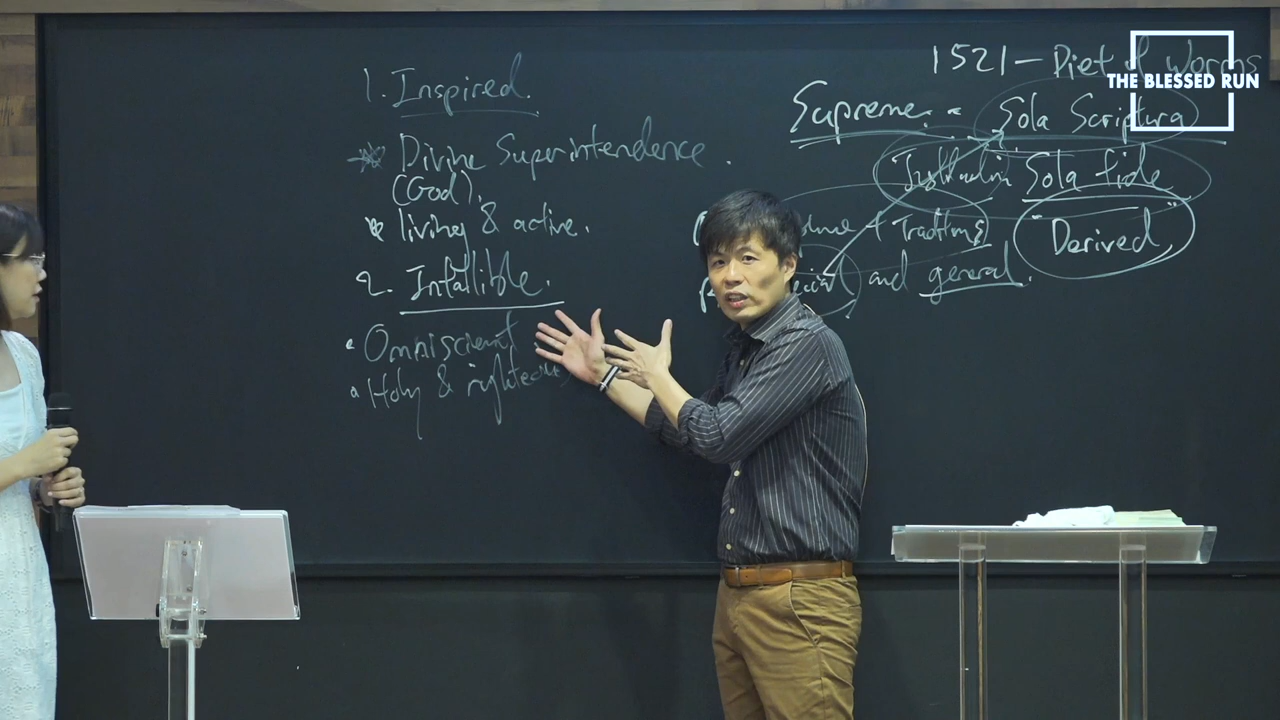 1. Inspired.
Divine Superintendence.
(God).
living & active.
2. Infallible.
Omniscient
Holy & righteous
1521 - Diet of Worms
THE BLESSED RUN
Supreme. - Sola Scriptura
Sola fide
"Derived"
and general.